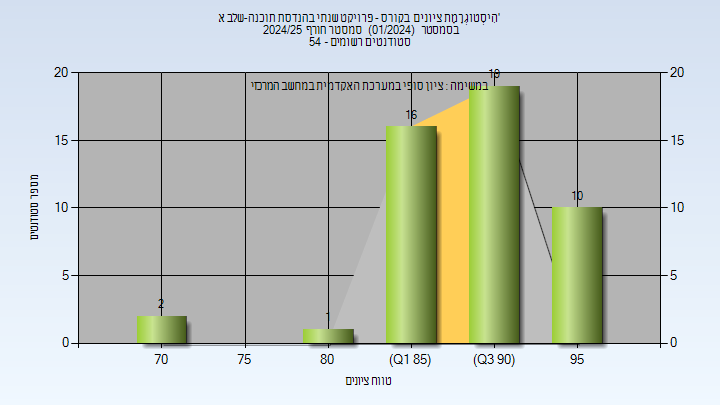 'הִיסְטוֹגְרָמַת ציונים בקורס - פרויקט שנתי בהנדסת תוכנה-שלב א
בסמסטר (01/2024) סמסטר חורף 2024/25
סטודנטים רשומים - 54
במשימה : ציון סופי במערכת האקדמית במחשב המרכזי
מספר סטודנטים
20 20
15 15
10 10
5 5
0 0
2 1 16 19 10
70 75 80 (Q1 85) (Q3 90) 95
טווח ציונים